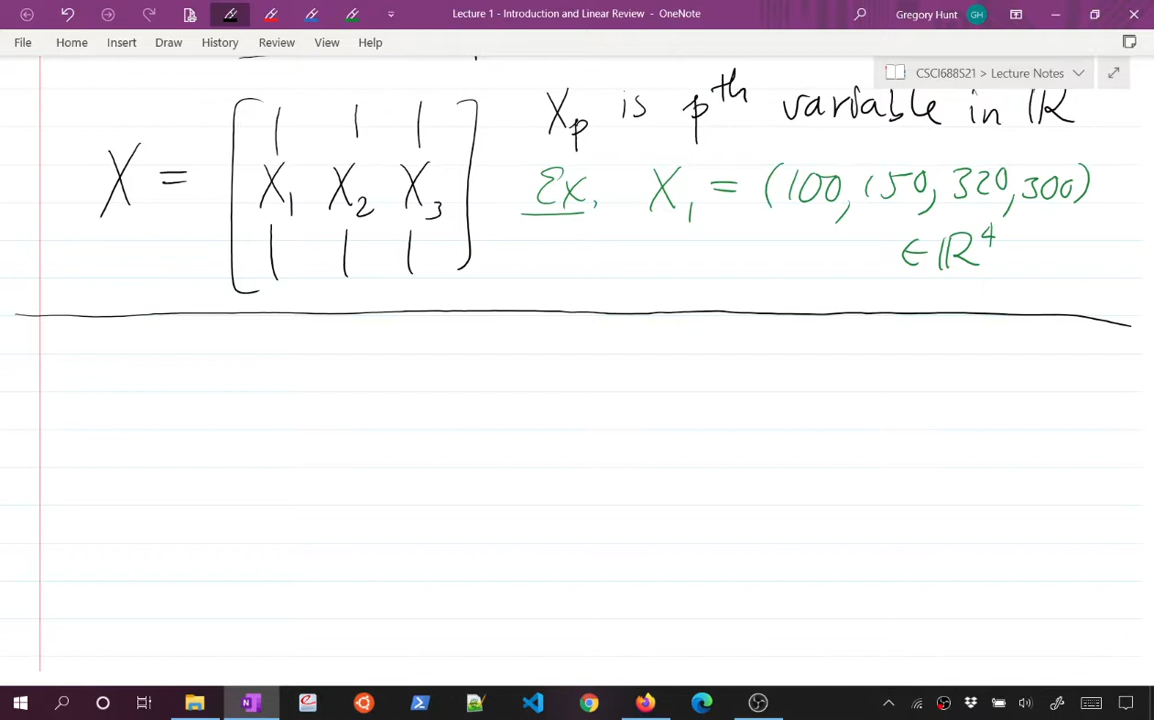 Lecture 1 - Introduction and Linear Review - OneNote
Gregory Hunt
GH
File Home Insert Draw History Review View Help
CSCI688S21 > Lecture Notes
X = [ X₁ X₂ X₃ ]
Xₚ is pᵗʰ variable in ℝ
Ex. X₁ = (100, 150, 320, 300)
∈ ℝ⁴